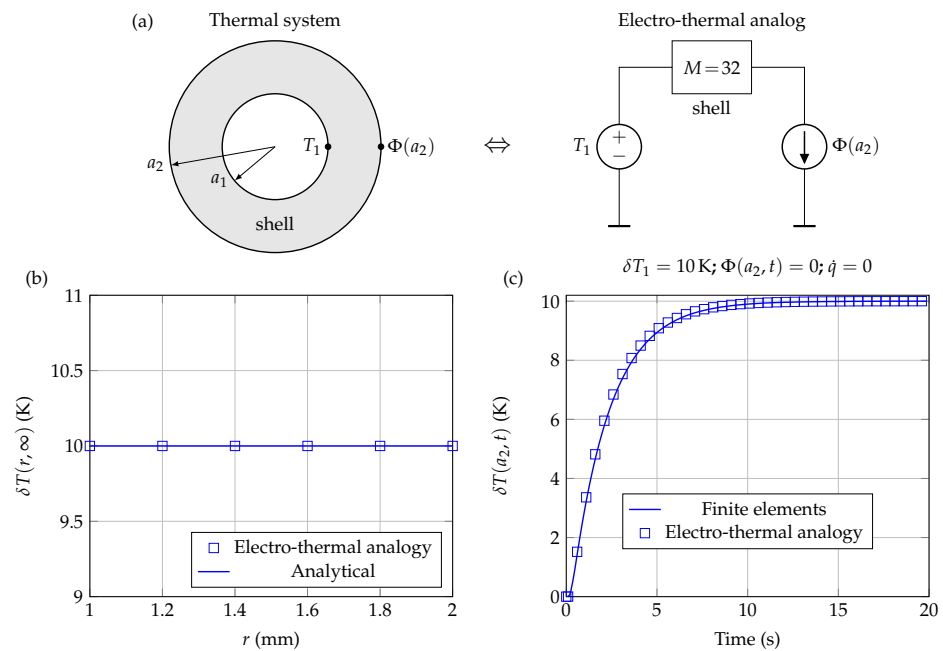 (a)
Thermal system
Electro-thermal analog
T₁
Φ(a₂)
a₂
a₁
shell
⇔
M = 32
shell
T₁
+
−
Φ(a₂)
(b)
11
10.5
10
9.5
9
1
1.2
1.4
1.6
1.8
2
δT(r, ∞) (K)
r (mm)
Electro-thermal analogy
Analytical
(c)
δT₁ = 10 K; Φ(a₂, t) = 0; q̇ = 0
10
8
6
4
2
0
0
5
10
15
20
δT(a₂, t) (K)
Time (s)
Finite elements
Electro-thermal analogy